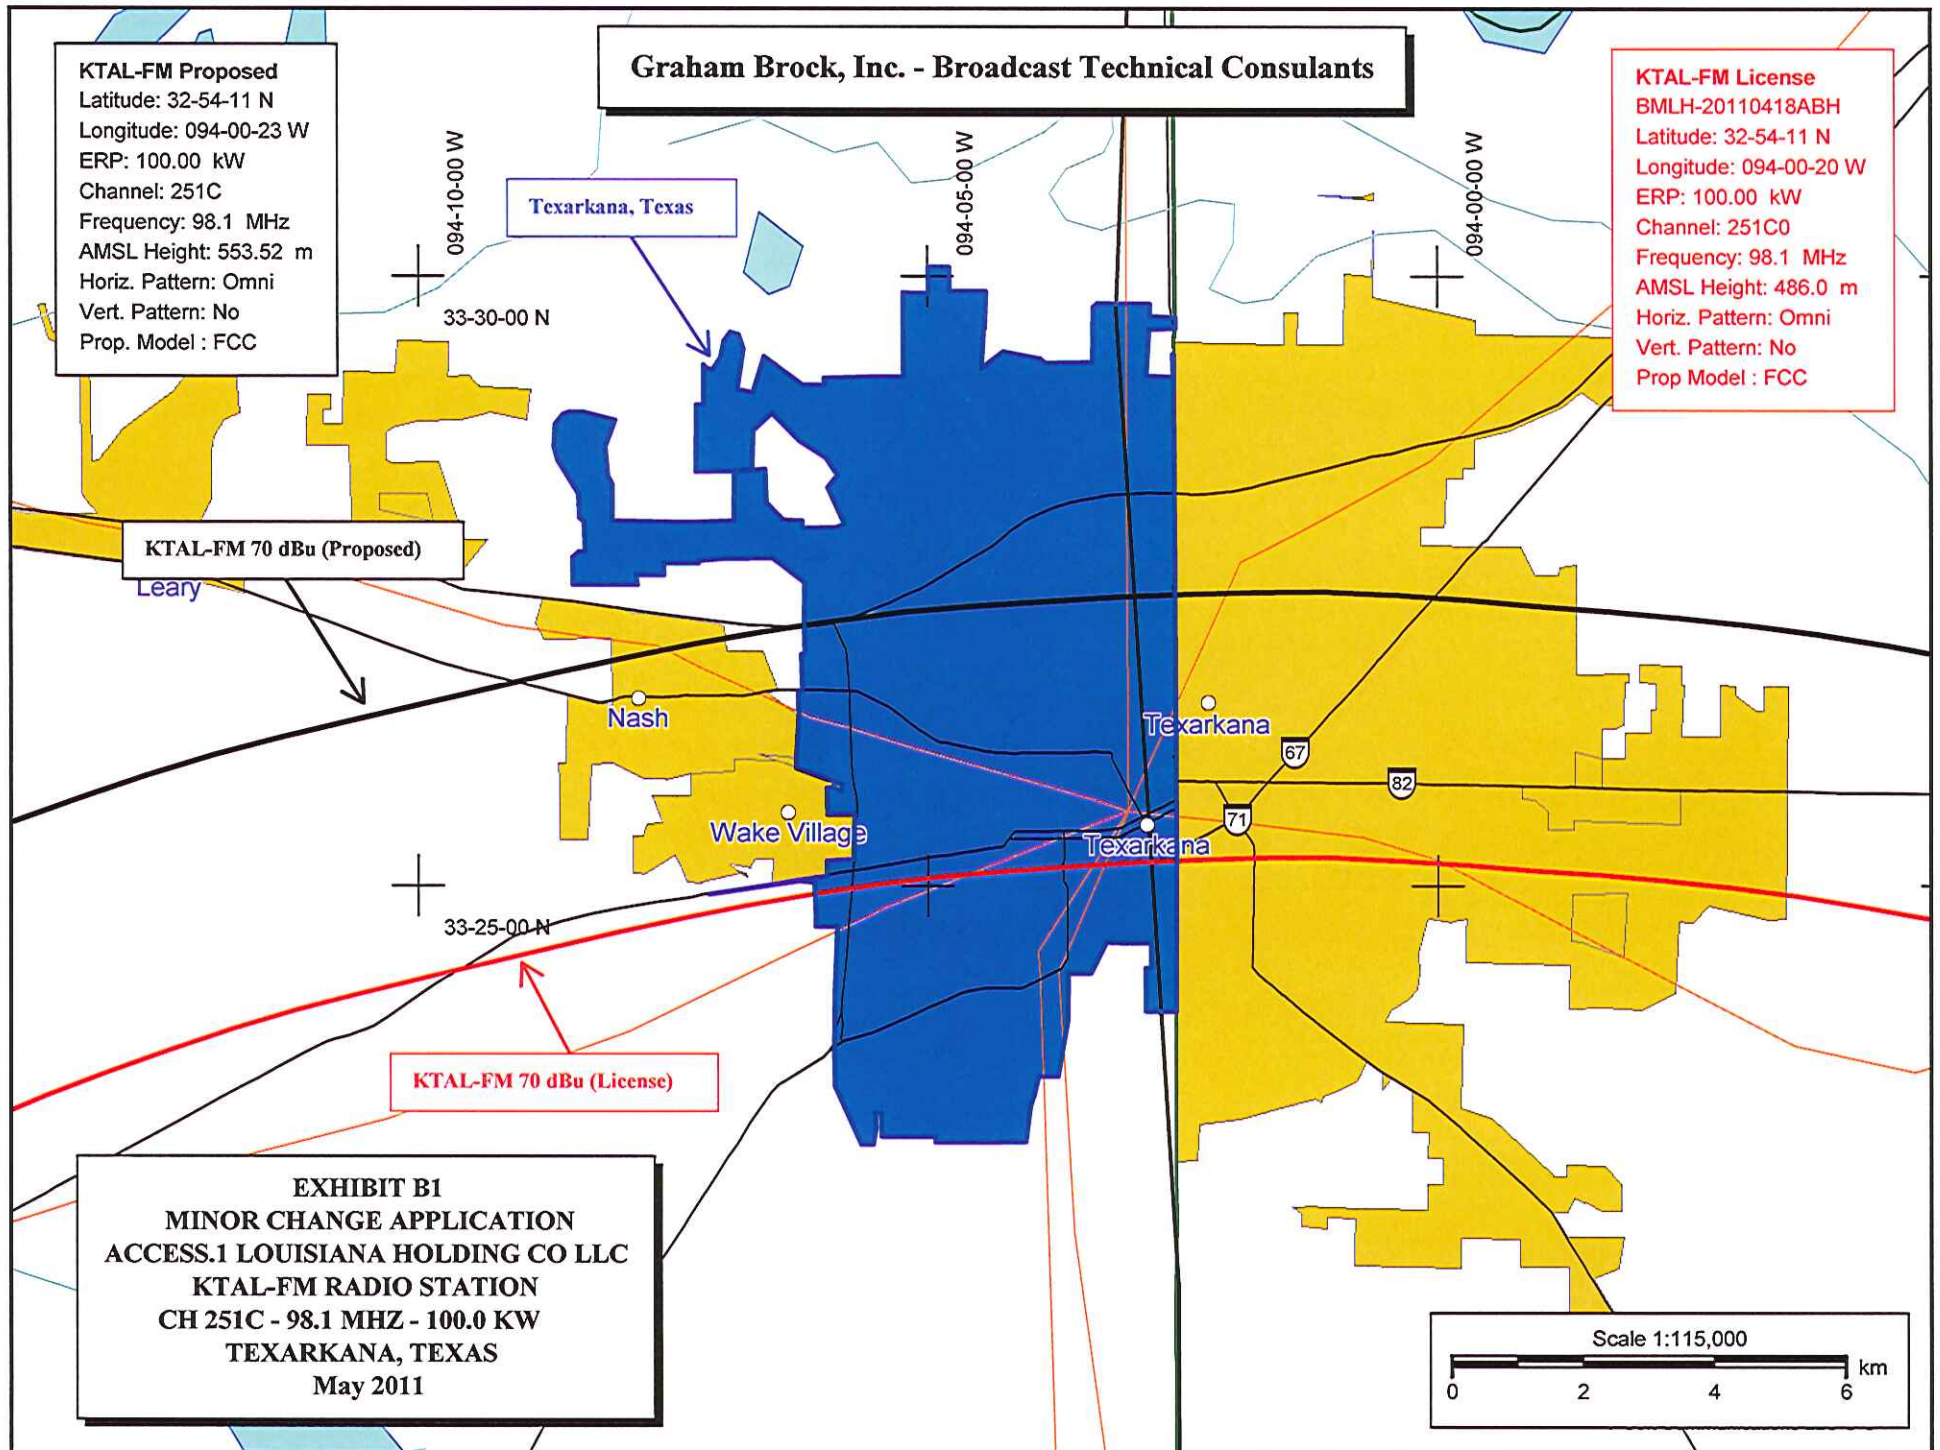 KTAL-FM Proposed
Latitude: 32-54-11 N
Longitude: 094-00-23 W
ERP: 100.00 kW
Channel: 251C
Frequency: 98.1 MHz
AMSL Height: 553.52 m
Horiz. Pattern: Omni
Vert. Pattern: No
Prop. Model : FCC
Graham Brock, Inc. - Broadcast Technical Consulants
KTAL-FM License
BMLH-20110418ABH
Latitude: 32-54-11 N
Longitude: 094-00-20 W
ERP: 100.00 kW
Channel: 251C0
Frequency: 98.1 MHz
AMSL Height: 486.0 m
Horiz. Pattern: Omni
Vert. Pattern: No
Prop Model : FCC
094-10-00 W
094-05-00 W
094-00-00 W
Texarkana, Texas
33-30-00 N
KTAL-FM 70 dBu (Proposed)
Leary
Nash
Texarkana
67
82
71
Wake Village
Texarkana
33-25-00 N
KTAL-FM 70 dBu (License)
EXHIBIT B1
MINOR CHANGE APPLICATION
ACCESS.1 LOUISIANA HOLDING CO LLC
KTAL-FM RADIO STATION
CH 251C - 98.1 MHZ - 100.0 KW
TEXARKANA, TEXAS
May 2011
Scale 1:115,000
0 2 4 6 km